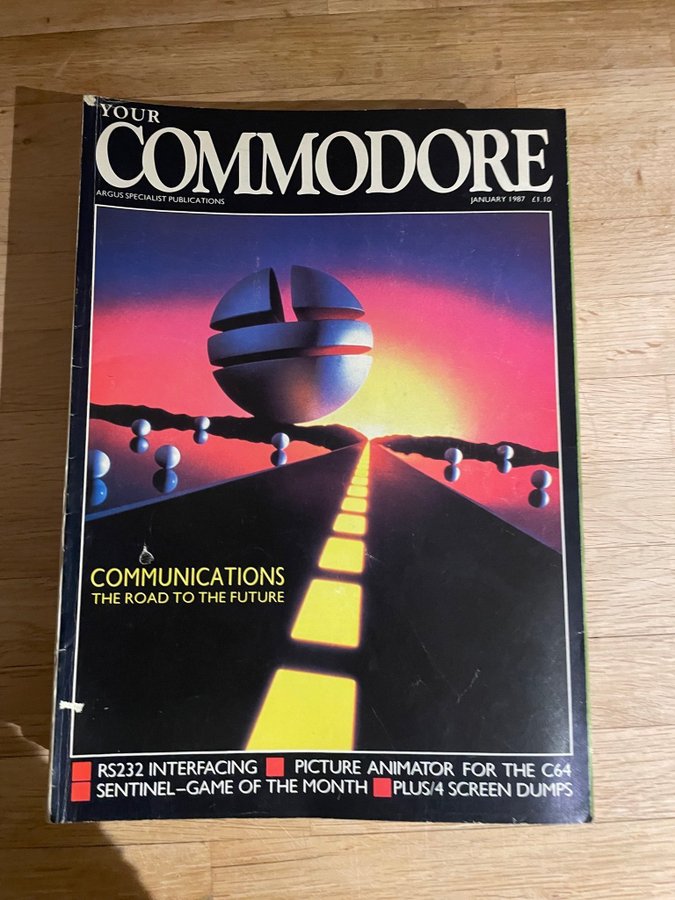 YOUR
COMMODORE
ARGUS SPECIALIST PUBLICATIONS
JANUARY 1987 £1.10
COMMUNICATIONS
THE ROAD TO THE FUTURE
RS232 INTERFACING PICTURE ANIMATOR FOR THE C64
SENTINEL–GAME OF THE MONTH PLUS/4 SCREEN DUMPS